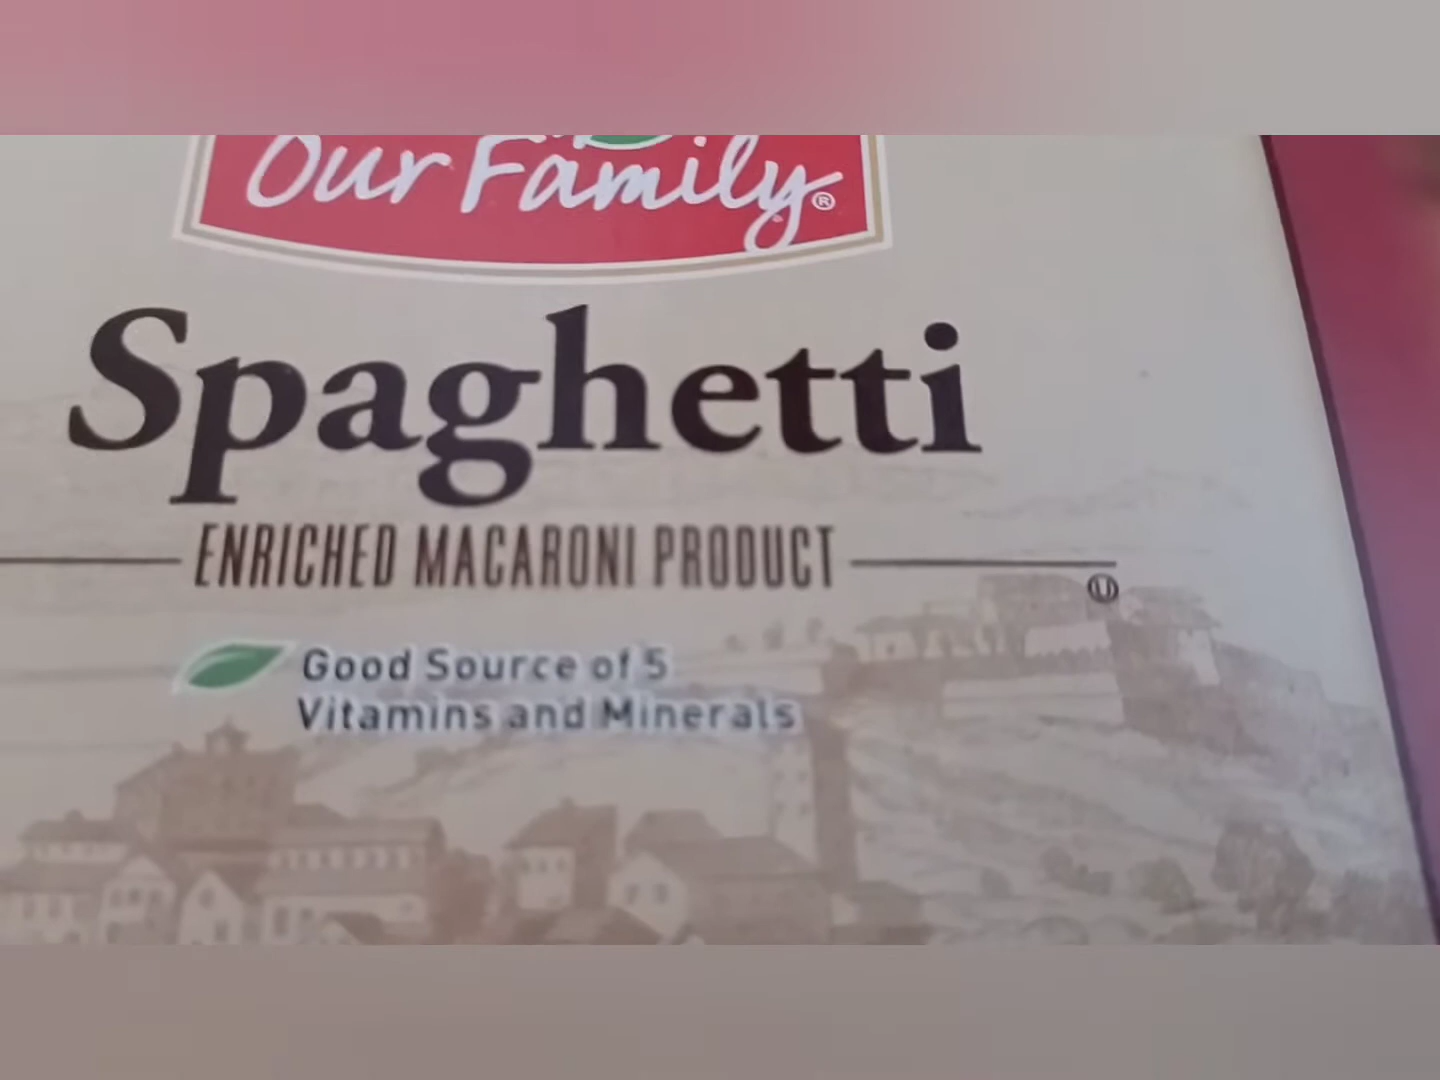 Our Family®
Spaghetti
ENRICHED MACARONI PRODUCT
Ⓤ
Good Source of 5
Vitamins and Minerals